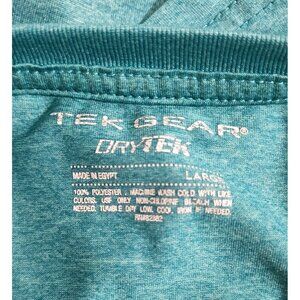 TEK GEAR®
DRYTEK
MADE IN EGYPT LARGE
100% POLYESTER . MACHINE WASH COLD WITH LIKE
COLORS. USE ONLY NON-CHLORINE BLEACH WHEN
NEEDED. TUMBLE DRY LOW. COOL IRON IF NEEDED.